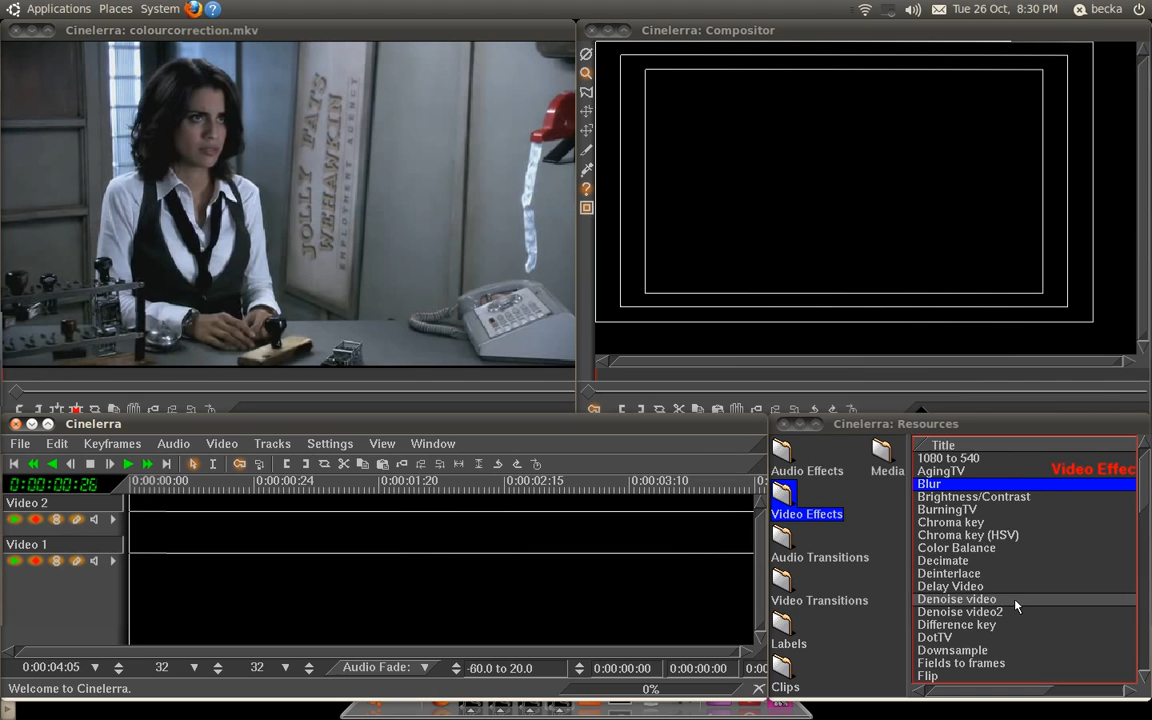 Applications Places System
Tue 26 Oct, 8:30 PM becka
Cinelerra: colourcorrection.mkv
Cinelerra: Compositor
JOLLY FATS
WEHAWKIN
EMPLOYMENT AGENCY
Cinelerra
Cinelerra: Resources
File Edit Keyframes Audio Video Tracks Settings View Window
0:00:00:26
0:00:00:00 0:00:00:24 0:00:01:20 0:00:02:15 0:00:03:10
Video 2
Video 1
0:00:04:05 32 32 Audio Fade: -60.0 to 20.0 0:00:00:00 0:00:00:00 0:00
Welcome to Cinelerra.
0%
Audio Effects
Media
Video Effects
Audio Transitions
Video Transitions
Labels
Clips
Title
Video Effec
1080 to 540
AgingTV
Blur
Brightness/Contrast
BurningTV
Chroma key
Chroma key (HSV)
Color Balance
Decimate
Deinterlace
Delay Video
Denoise video
Denoise video2
Difference key
DotTV
Downsample
Fields to frames
Flip